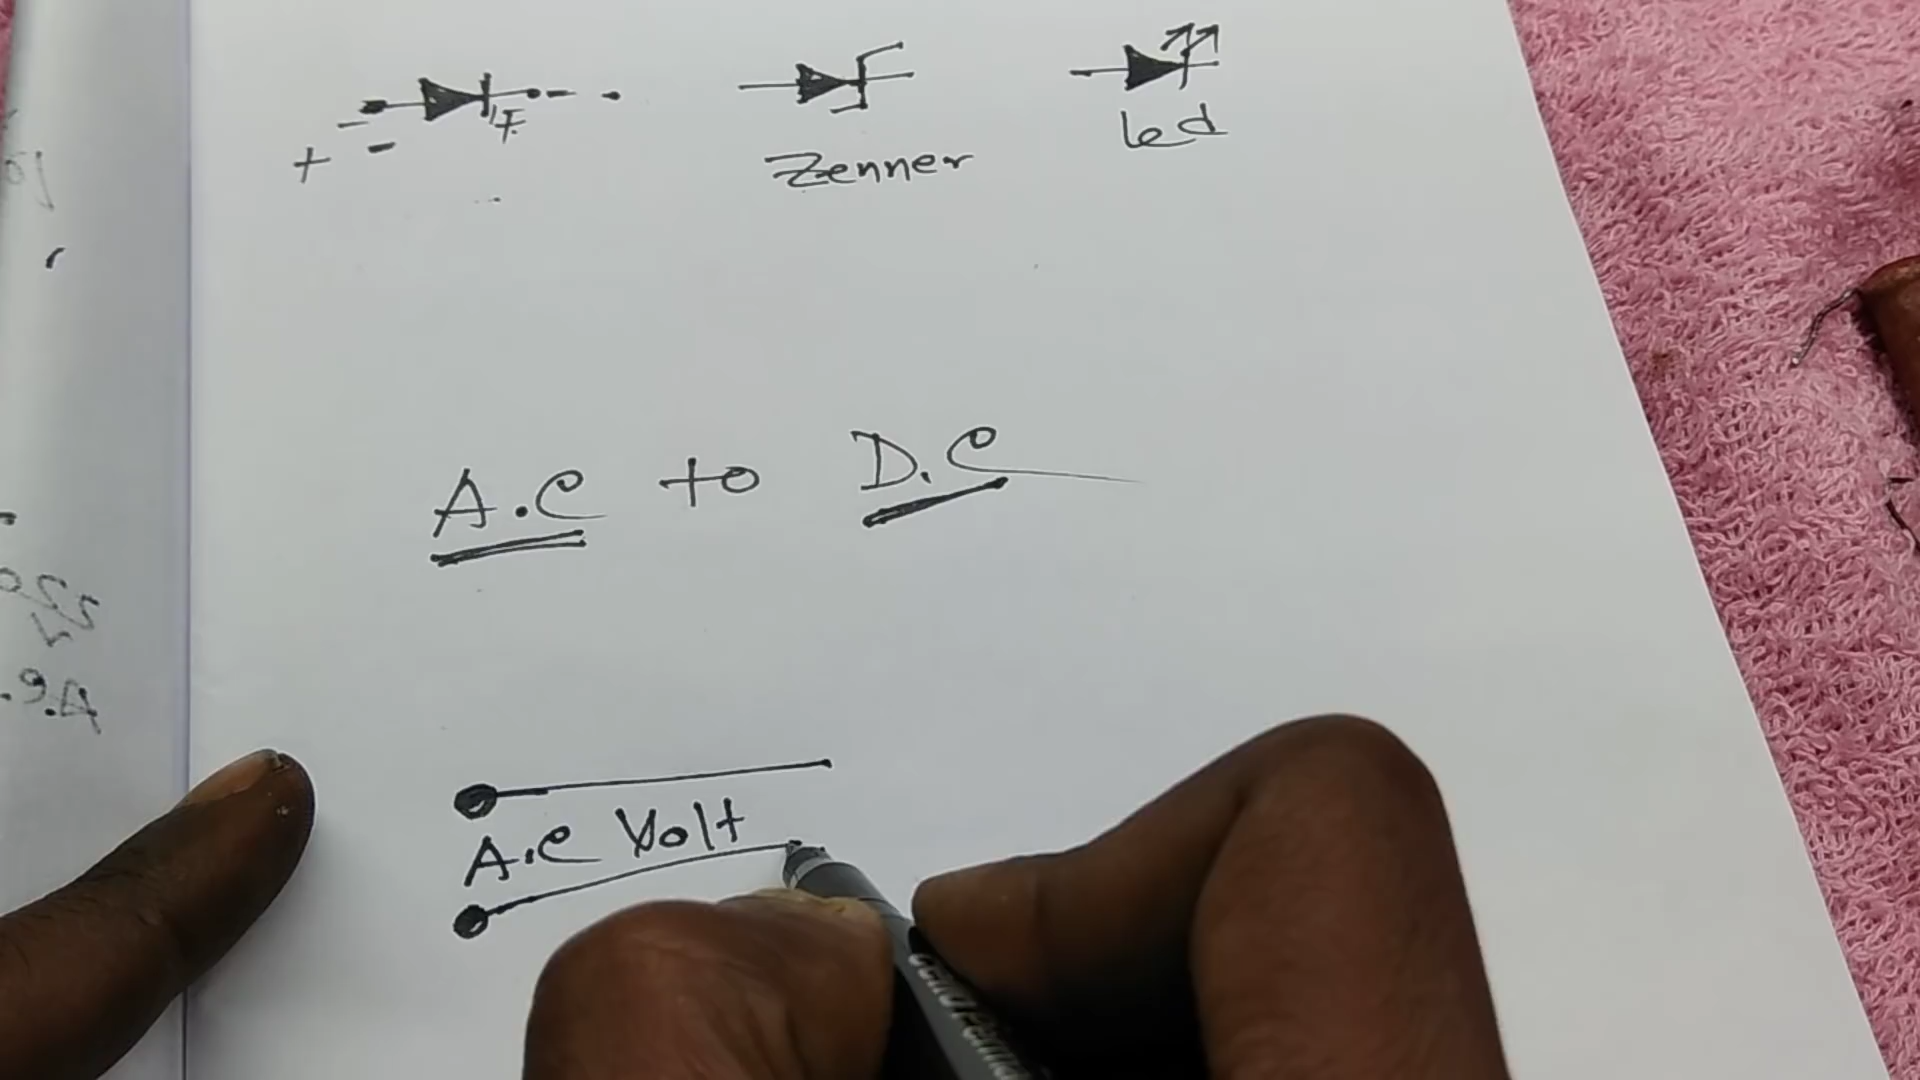 + - - F - .
Zenner
led
A.C to D.C
A.C Volt